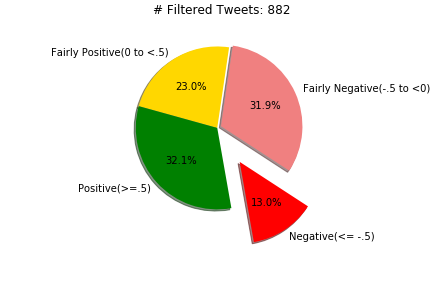 # Filtered Tweets: 882
Fairly Positive(0 to <.5)
23.0%
31.9%
Fairly Negative(-.5 to <0)
32.1%
Positive(>=.5)
13.0%
Negative(<= -.5)